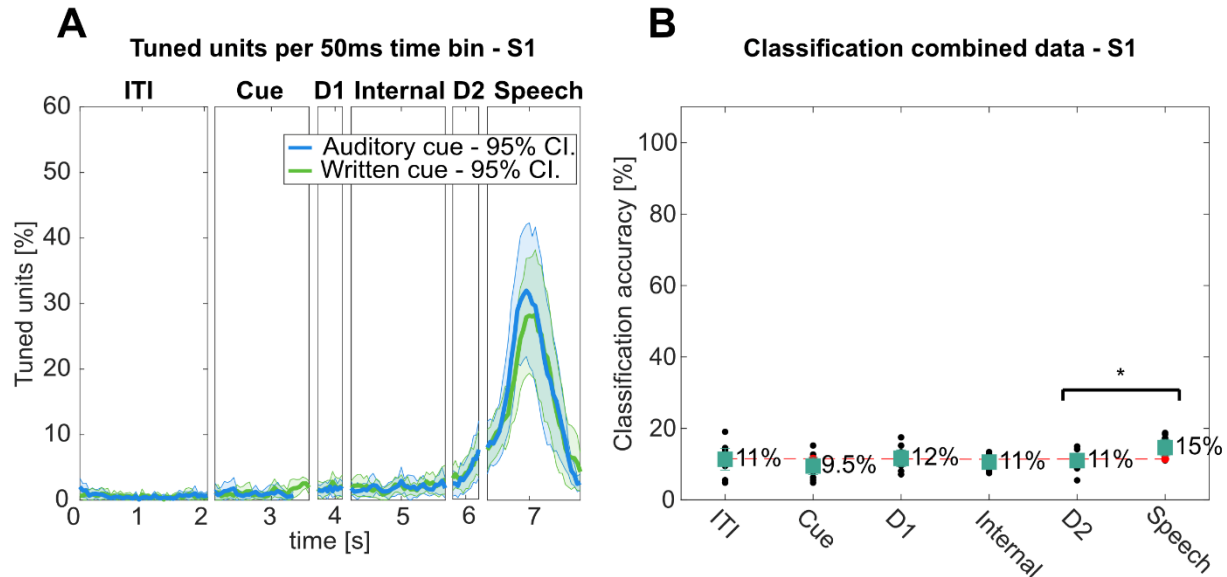 A
Tuned units per 50ms time bin - S1
ITI Cue D1 Internal D2 Speech
Auditory cue - 95% CI.
Written cue - 95% CI.
Tuned units [%]
60
50
40
30
20
10
0
0 1 2 3 4 5 6 7
time [s]
B
Classification combined data - S1
Classification accuracy [%]
100
80
60
40
20
0
*
11% 9.5% 12% 11% 11% 15%
ITI Cue D1 Internal D2 Speech